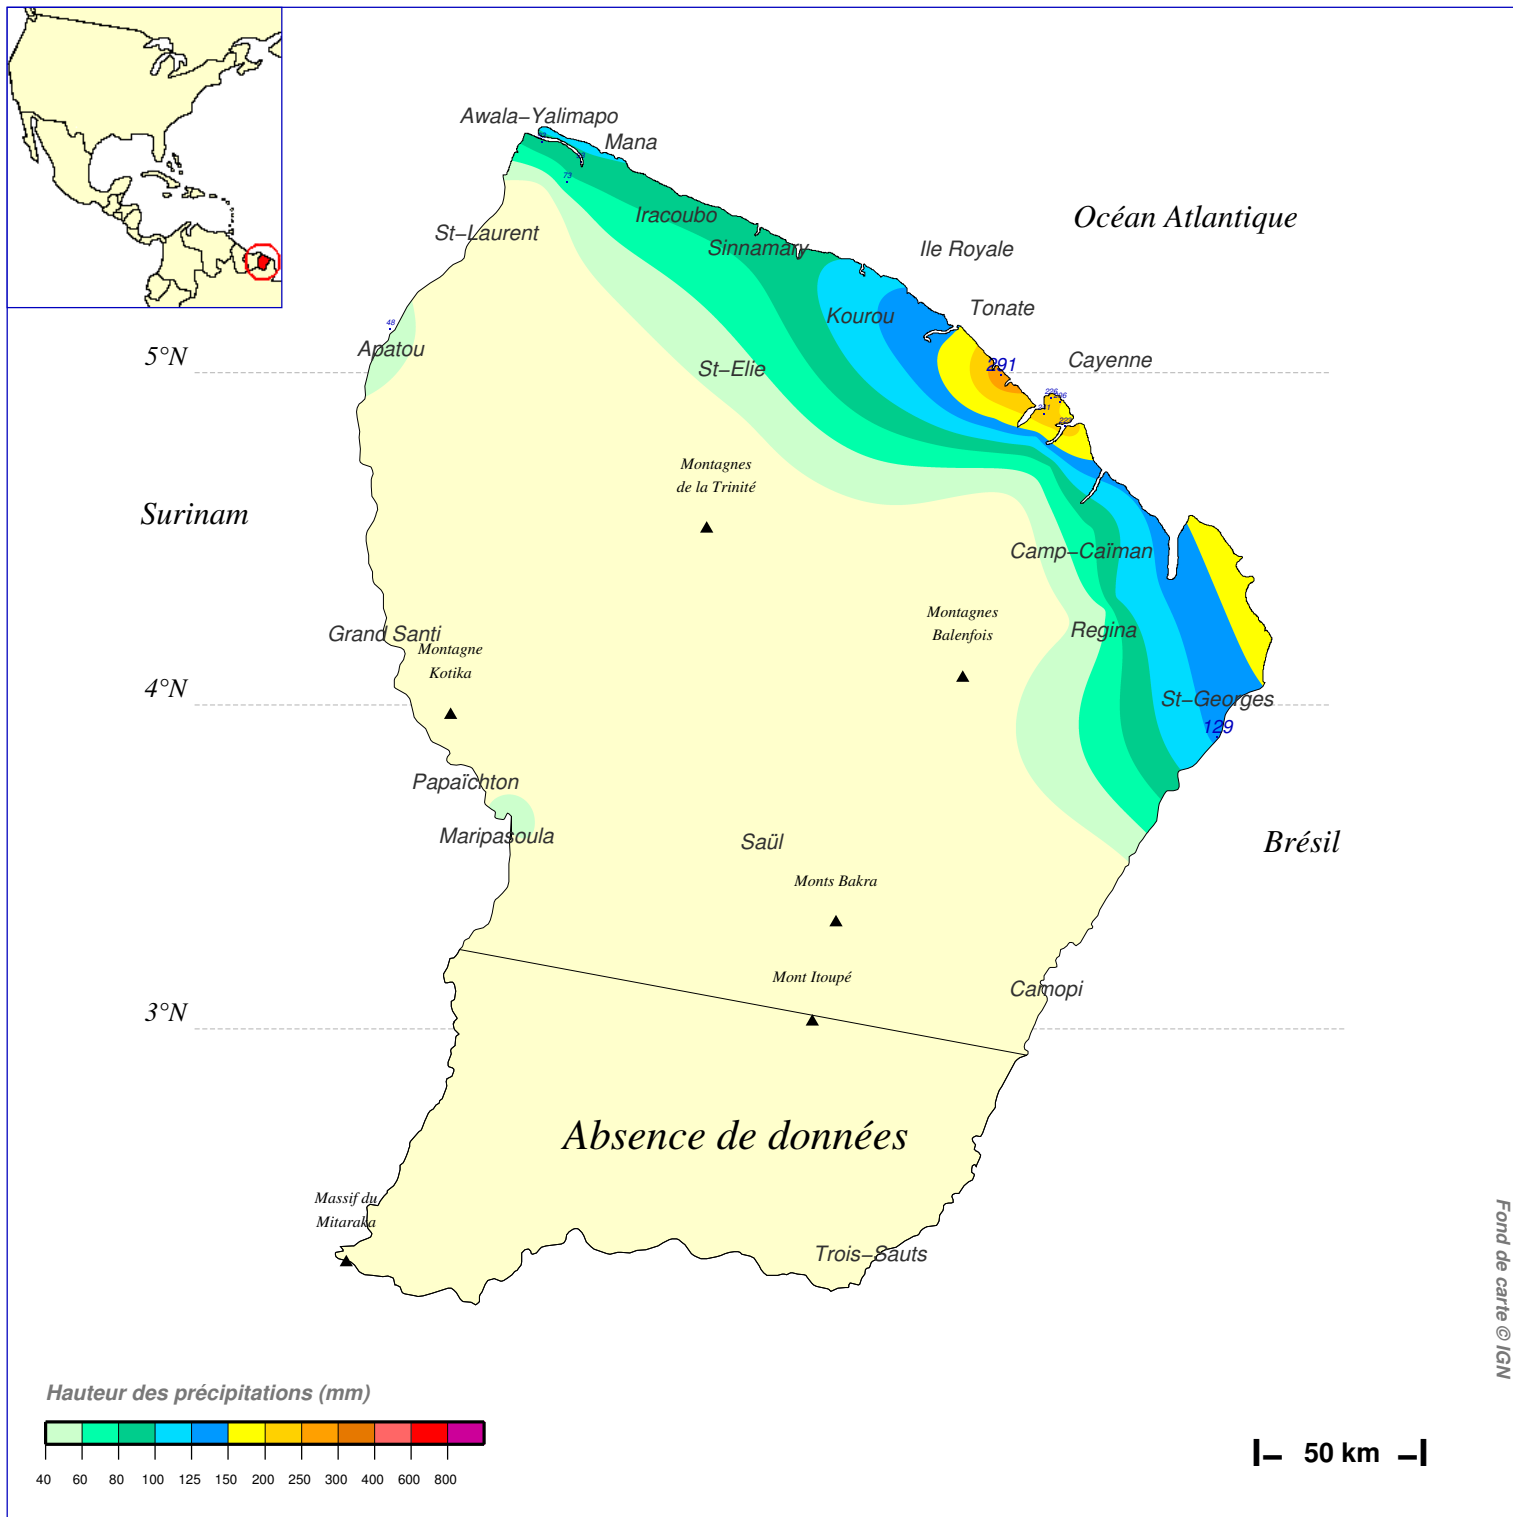 Awala–Yalimapo
Mana
73
Iracoubo
Océan Atlantique
St–Laurent
Sinnamary
Ile Royale
Tonate
Kourou
48
Apatou
5°N
St–Elie
291
Cayenne
226
Montagnes
de la Trinité
Surinam
Camp–Caïman
Montagnes
Balenfois
Regina
Grand Santi
Montagne
Kotika
4°N
St–Georges
129
Papaïchton
Maripasoula
Saül
Brésil
Monts Bakra
Mont Itoupé
Camopi
3°N
Absence de données
Massif du
Mitaraka
Trois–Sauts
Fond de carte © IGN
Hauteur des précipitations (mm)
40 60 80 100 125 150 200 250 300 400 600 800
50 km